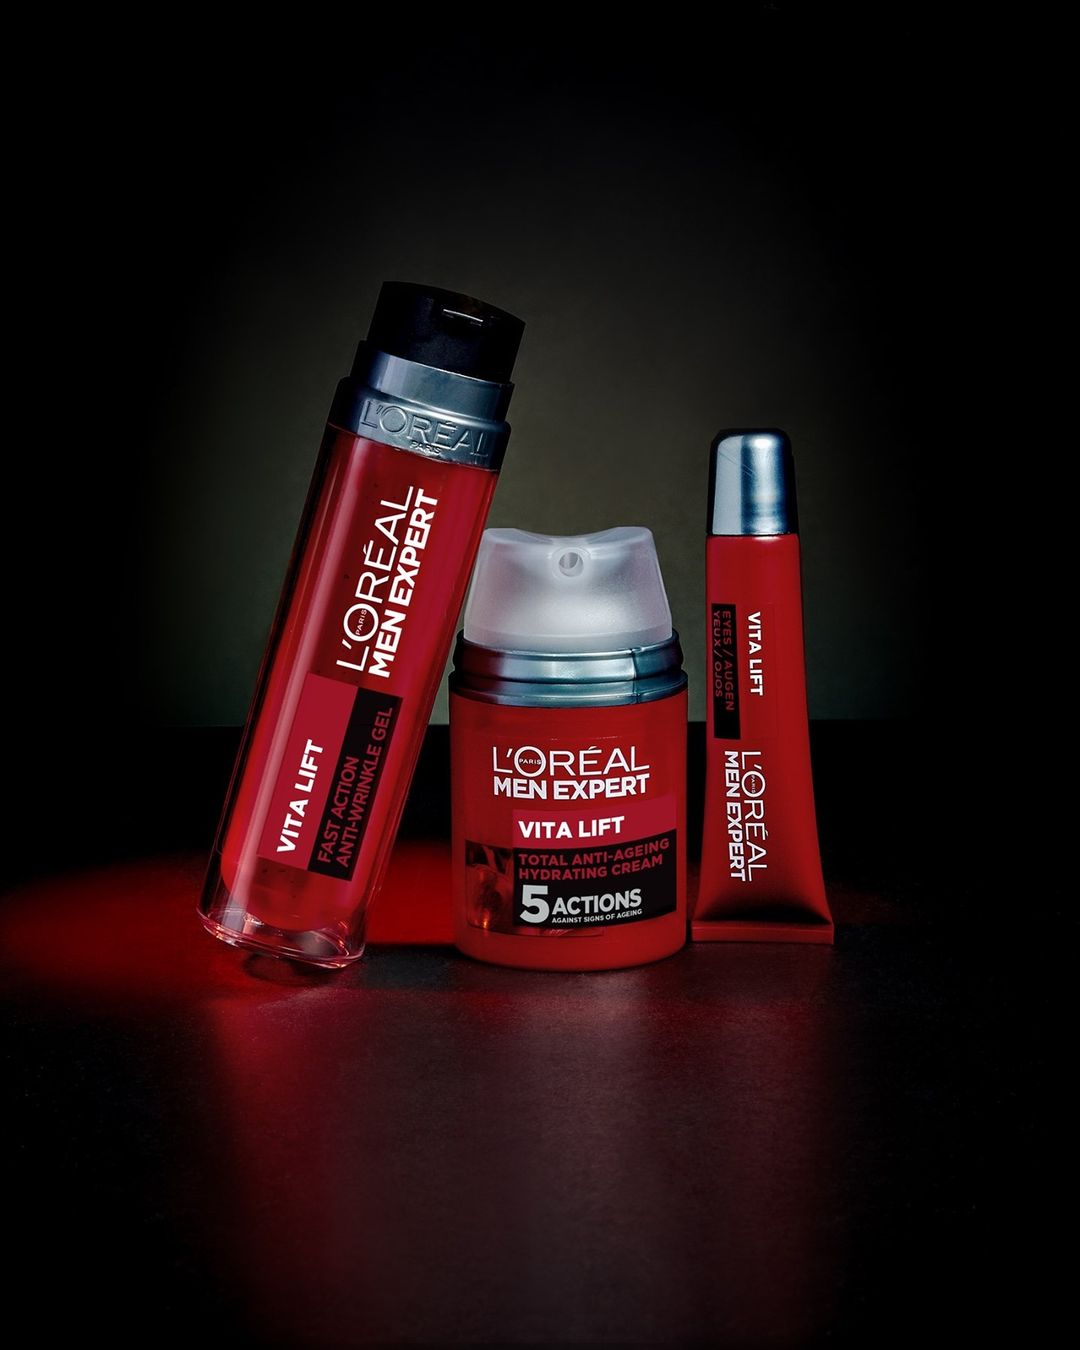 L'ORÉAL
PARIS
L'ORÉAL
PARIS
MEN EXPERT
VITA LIFT
FAST ACTION
ANTI-WRINKLE GEL
L'ORÉAL
PARIS
MEN EXPERT
VITA LIFT
TOTAL ANTI-AGEING
HYDRATING CREAM
5 ACTIONS
AGAINST SIGNS OF AGEING
VITA LIFT
EYES / AUGEN
YEUX / OJOS
L'ORÉAL
PARIS
MEN EXPERT